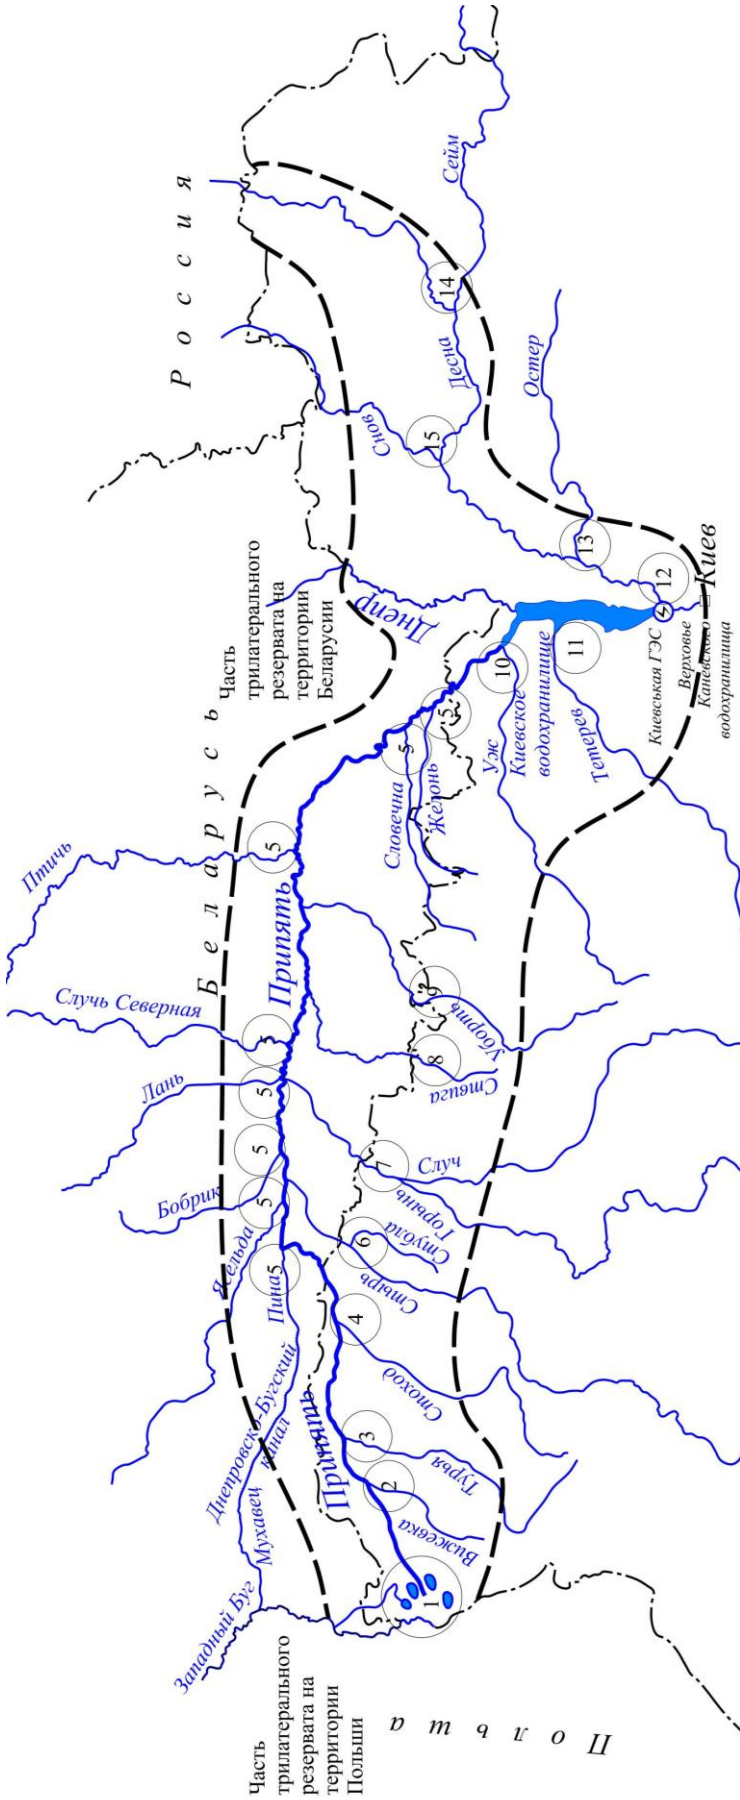 Россия
Беларусь
Польша
Часть
трилатерального
резервата на
территории
Беларусии
Часть
трилатерального
резервата на
территории
Польши
Западный Буг
Мухавец
Днепровско-Бугский
канал
Пина
Ясельда
Бобрик
Лань
Случь Северная
Птичь
Припять
Припять
Днепр
Снов
Десна
Сейм
Остер
Словечна
Желонь
Уж
Киевское
водохранилище
Тетерев
Киевськая ГЭС
Верховье
Каневского
водохранилища
Киев
Уборть
Ствига
Случ
Горынь
Стубла
Стырь
Стоход
Турья
Вижевка
1
2
3
4
5
5
5
5
5
5
5
5
6
7
8
9
10
11
12
13
14
15